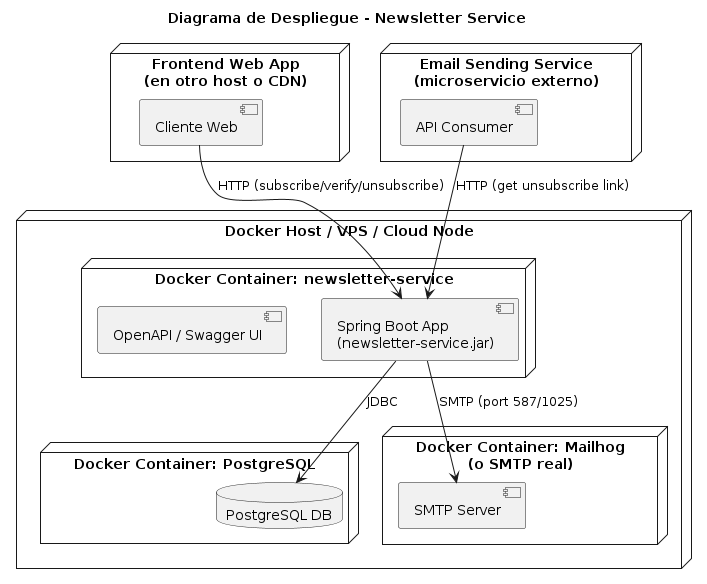 Diagrama de Despliegue - Newsletter Service
Frontend Web App
(en otro host o CDN)
Cliente Web
Email Sending Service
(microservicio externo)
API Consumer
HTTP (subscribe/verify/unsubscribe)
HTTP (get unsubscribe link)
Docker Host / VPS / Cloud Node
Docker Container: newsletter-service
OpenAPI / Swagger UI
Spring Boot App
(newsletter-service.jar)
JDBC
SMTP (port 587/1025)
Docker Container: PostgreSQL
PostgreSQL DB
Docker Container: Mailhog
(o SMTP real)
SMTP Server